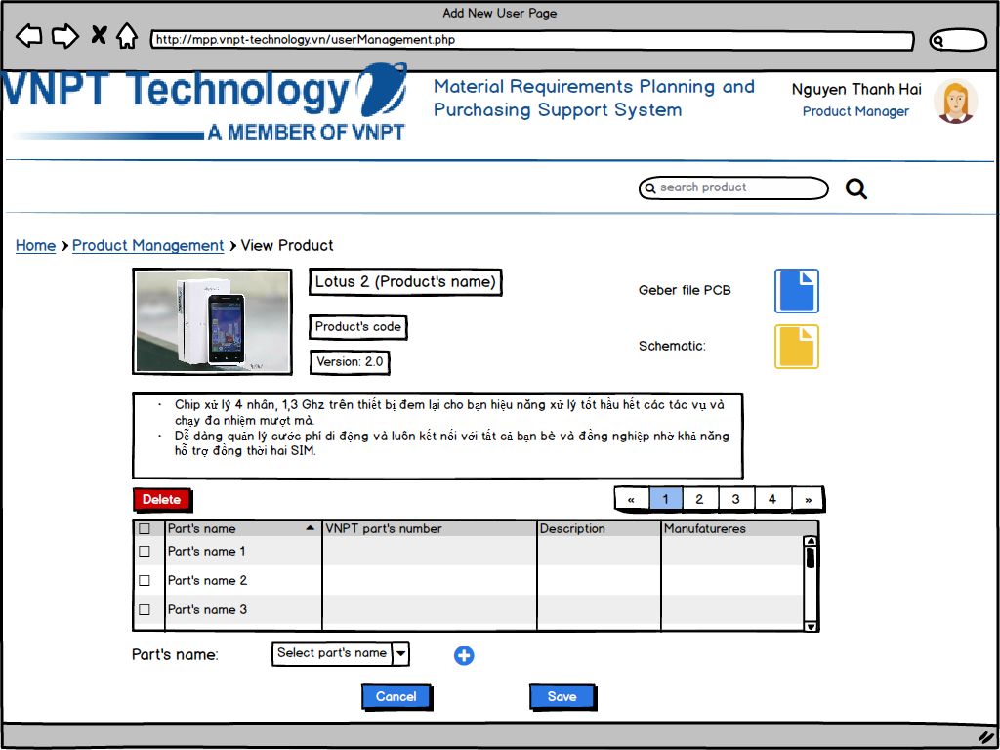 Add New User Page
http://mpp.vnpt-technology.vn/userManagement.php
VNPT Technology
A MEMBER OF VNPT
Material Requirements Planning and
Purchasing Support System
Nguyen Thanh Hai
Product Manager
search product
Home > Product Management > View Product
Lotus 2 (Product's name)
Product's code
Version: 2.0
Geber file PCB
Schematic:
· Chip xử lý 4 nhân, 1,3 Ghz trên thiết bị đem lại cho bạn hiệu năng xử lý tốt hầu hết các tác vụ và
chạy đa nhiệm mượt mà.
· Dễ dàng quản lý cước phí di động và luôn kết nối với tất cả bạn bè và đồng nghiệp nhờ khả năng
hỗ trợ đồng thời hai SIM.
Delete
« 1 2 3 4 »
Part's name VNPT part's number Description Manufatureres
Part's name 1
Part's name 2
Part's name 3
Part's name: Select part's name
Cancel Save